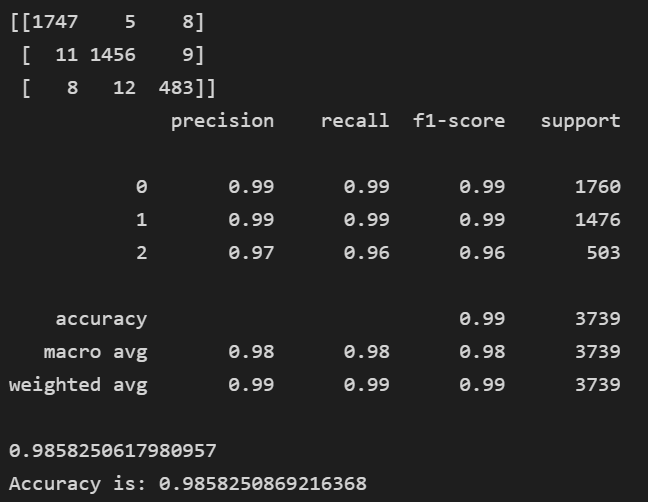 [[1747    5    8]
 [  11 1456    9]
 [   8   12  483]]
              precision    recall  f1-score   support

           0       0.99      0.99      0.99      1760
           1       0.99      0.99      0.99      1476
           2       0.97      0.96      0.96       503

    accuracy                           0.99      3739
   macro avg       0.98      0.98      0.98      3739
weighted avg       0.99      0.99      0.99      3739

0.9858250617980957
Accuracy is: 0.9858250869216368